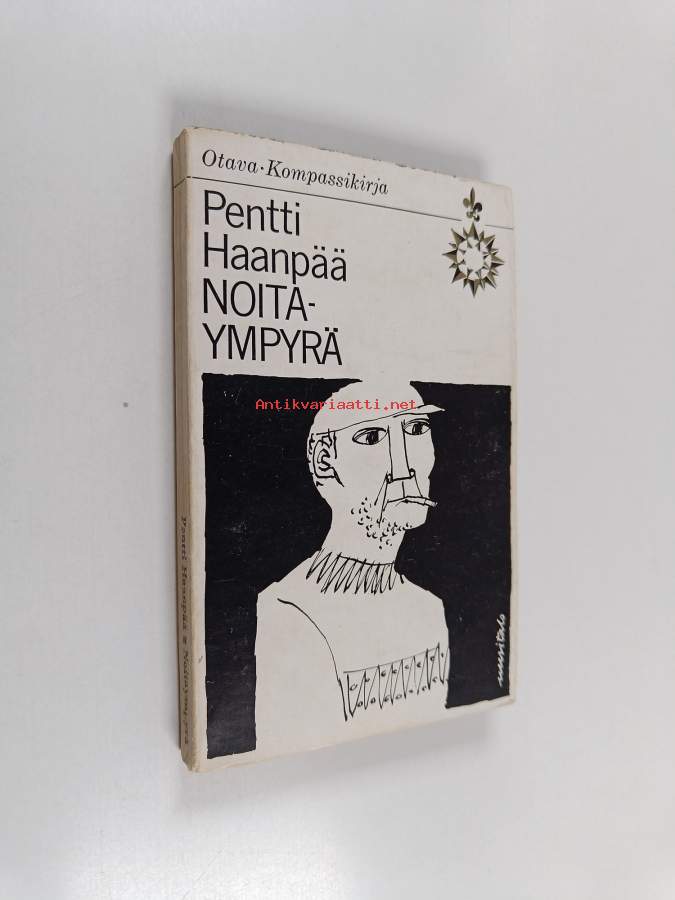 Otava·Kompassikirja
Pentti
Haanpää
NOITA-
YMPYRÄ
Antikvariaatti.net
Pentti Haanpää
Noitaympyrä